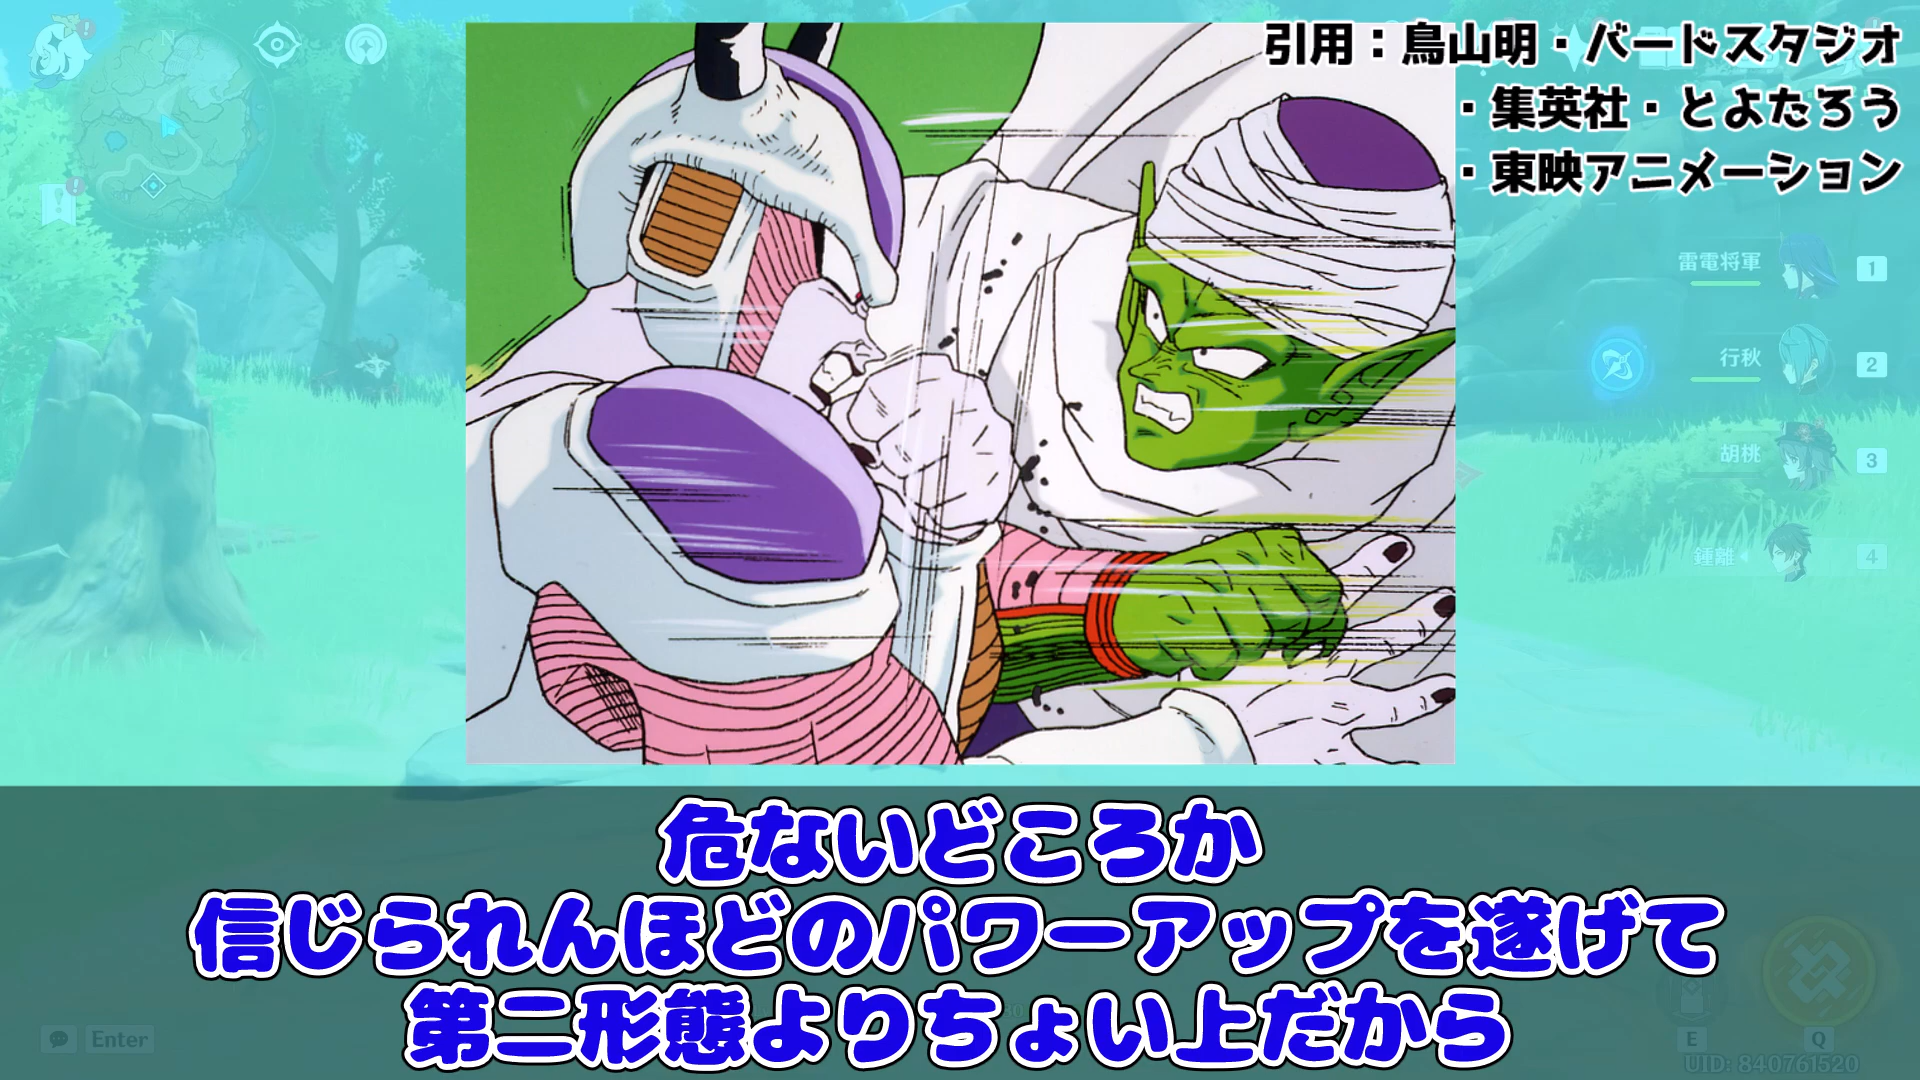 引用：鳥山明・バードスタジオ
・集英社・とよたろう
・東映アニメーション
N
雷電将軍
1
行秋
2
胡桃
3
鍾離
4
危ないどころか
信じられんほどのパワーアップを遂げて
第二形態よりちょい上だから
Enter
E
Q
UID: 840761520